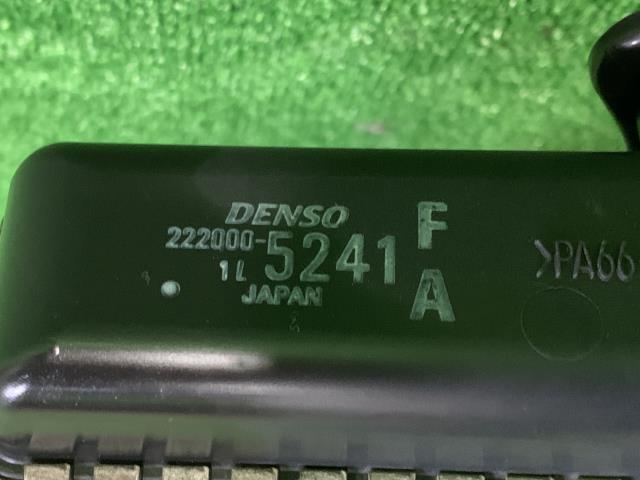 DENSO
222000-5241 F
1L
JAPAN A
>PA66